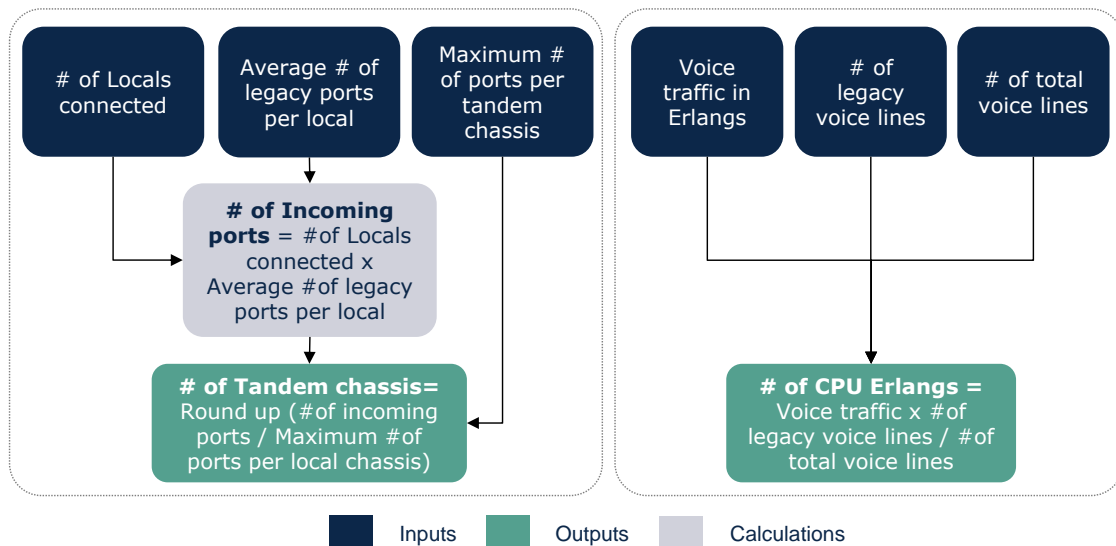 # of Locals
connected
Average # of
legacy ports
per local
Maximum #
of ports per
tandem
chassis
Voice
traffic in
Erlangs
# of
legacy
voice lines
# of total
voice lines
# of Incoming
ports = #of Locals
connected x
Average #of legacy
ports per local
# of Tandem chassis=
Round up (#of incoming
ports / Maximum #of
ports per local chassis)
# of CPU Erlangs =
Voice traffic x #of
legacy voice lines / #of
total voice lines
Inputs
Outputs
Calculations